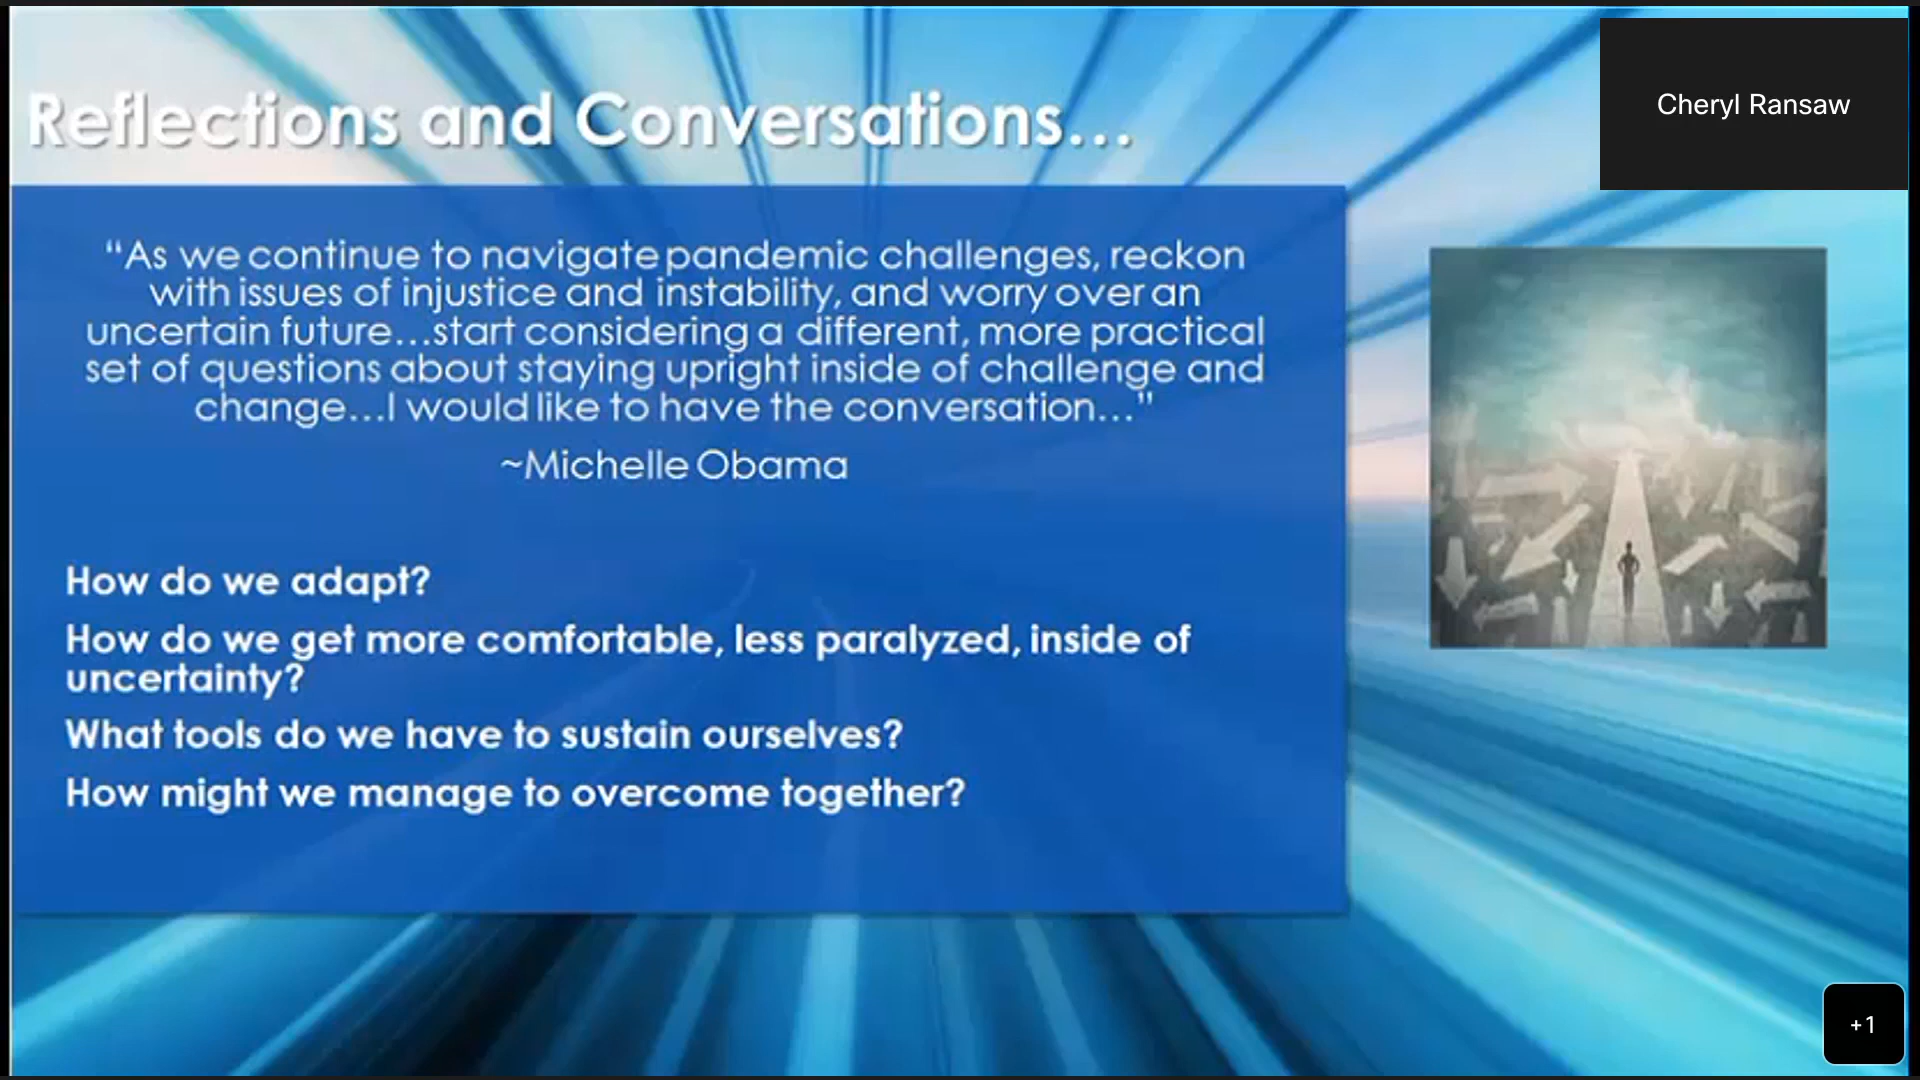 Reflections and Conversations...
Cheryl Ransaw
“As we continue to navigate pandemic challenges, reckon
with issues of injustice and instability, and worry over an
uncertain future...start considering a different, more practical
set of questions about staying upright inside of challenge and
change...I would like to have the conversation...”
~Michelle Obama
How do we adapt?
How do we get more comfortable, less paralyzed, inside of
uncertainty?
What tools do we have to sustain ourselves?
How might we manage to overcome together?
+1